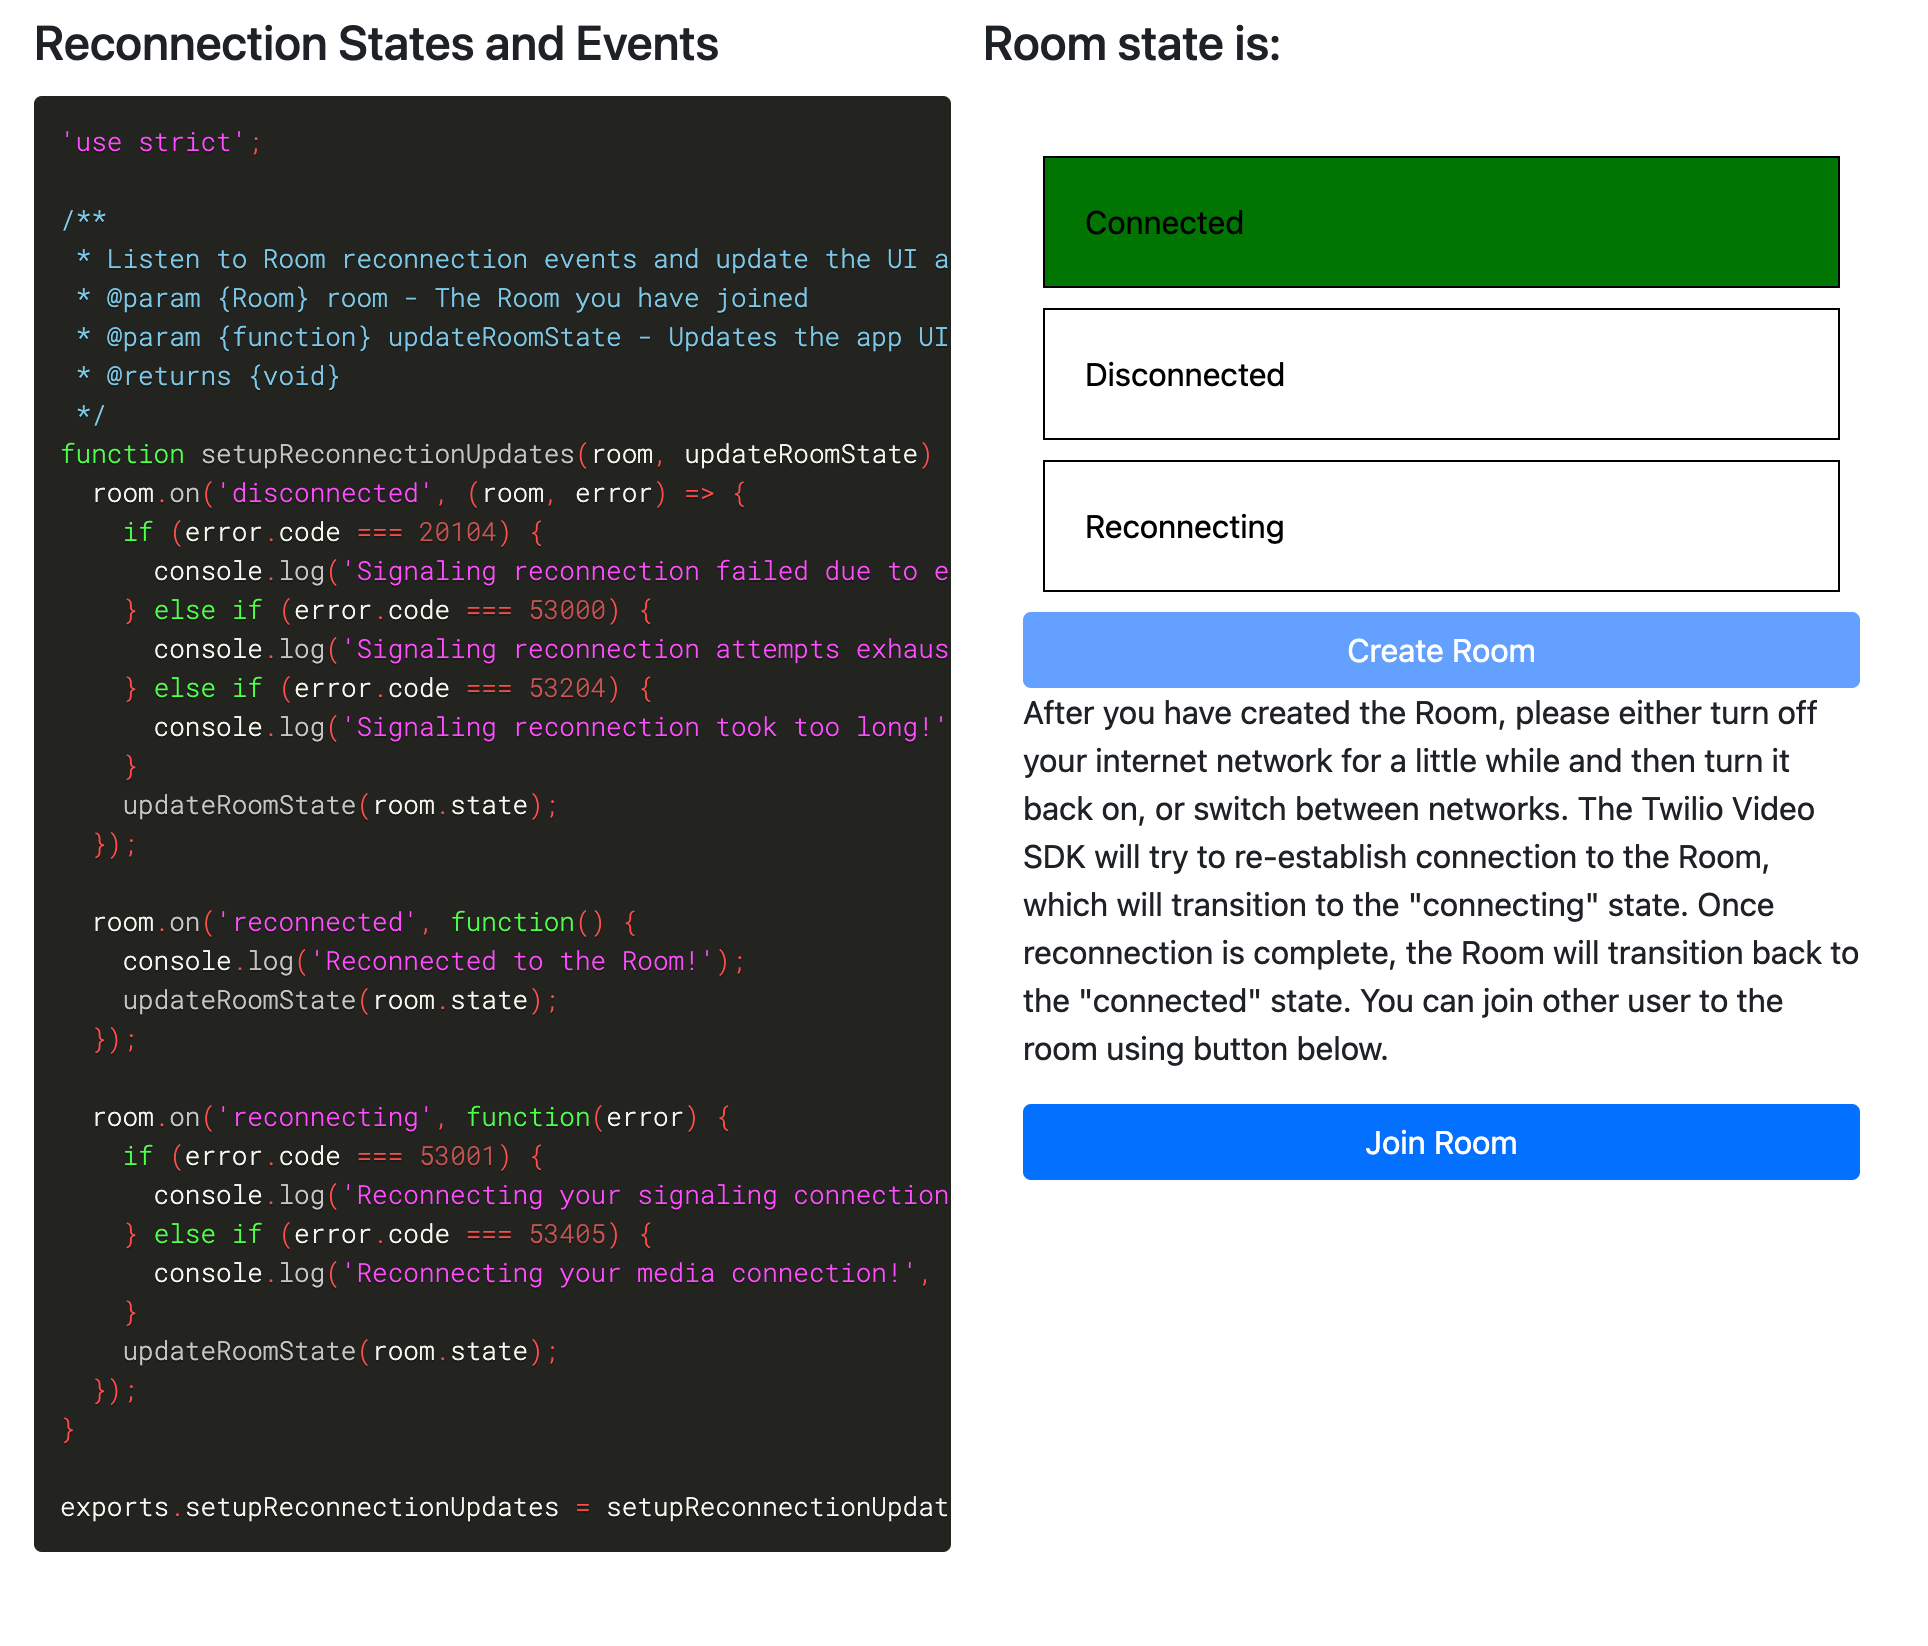 Reconnection States and Events
'use strict';
/**
 * Listen to Room reconnection events and update the UI a
 * @param {Room} room - The Room you have joined
 * @param {function} updateRoomState - Updates the app UI
 * @returns {void}
 */
function setupReconnectionUpdates(room, updateRoomState)
  room.on('disconnected', (room, error) => {
    if (error.code === 20104) {
      console.log('Signaling reconnection failed due to e
    } else if (error.code === 53000) {
      console.log('Signaling reconnection attempts exhaus
    } else if (error.code === 53204) {
      console.log('Signaling reconnection took too long!'
    }
    updateRoomState(room.state);
  });
  room.on('reconnected', function() {
    console.log('Reconnected to the Room!');
    updateRoomState(room.state);
  });
  room.on('reconnecting', function(error) {
    if (error.code === 53001) {
      console.log('Reconnecting your signaling connection
    } else if (error.code === 53405) {
      console.log('Reconnecting your media connection!',
    }
    updateRoomState(room.state);
  });
}
exports.setupReconnectionUpdates = setupReconnectionUpdat
Room state is:
Connected
Disconnected
Reconnecting
Create Room
After you have created the Room, please either turn off
your internet network for a little while and then turn it
back on, or switch between networks. The Twilio Video
SDK will try to re-establish connection to the Room,
which will transition to the "connecting" state. Once
reconnection is complete, the Room will transition back to
the "connected" state. You can join other user to the
room using button below.
Join Room